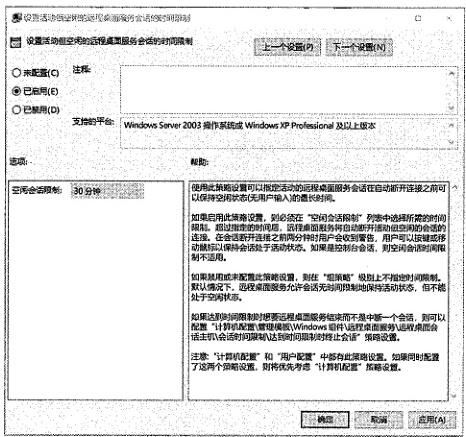 设置活动但空闲的远程桌面服务会话的时间限制
设置活动但空闲的远程桌面服务会话的时间限制
上一个设置(P)
下一个设置(N)
未配置(C)
注释:
已启用(E)
已禁用(D)
支持的平台:
Windows Server 2003 操作系统或 Windows XP Professional 及以上版本
选项:
帮助:
空闲会话限制:
30 分钟
使用此策略设置可以指定活动的远程桌面服务会话在自动断开连接之前可
以保持空闲状态(无用户输入)的最长时间。
如果启用此策略设置，则必须在"空闲会话限制"列表中选择所需的时间
限制。超过指定的时间后，远程桌面服务将自动断开活动但空闲的会话的
连接。在会话断开连接之前两分钟时用户会收到警告，用户可以按键或移
动鼠标以保持会话处于活动状态。如果是控制台会话，则空闲会话时间限
制不适用。
如果禁用或未配置此策略设置，则在"组策略"级别上不指定时间限制。
默认情况下，远程桌面服务允许会话无时间限制地保持活动状态，但不能
处于空闲状态。
如果达到时间限制时想要远程桌面服务结束而不是中断一个会话，则可以
配置"计算机配置\管理模板\Windows 组件\远程桌面服务\远程桌面会
话主机\会话时间限制\达到时间限制时终止会话"策略设置。
注意:"计算机配置"和"用户配置"中都有此策略设置。如果同时配置
了这两个策略设置，则将优先考虑"计算机配置"策略设置。
确定
取消
应用(A)